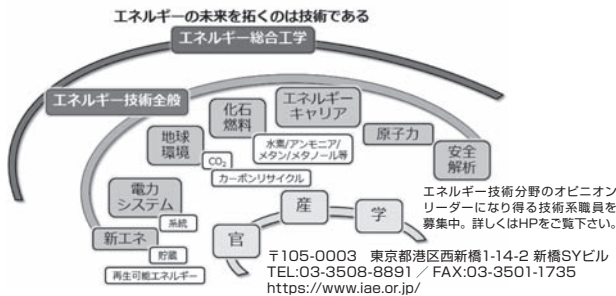 エネルギーの未来を拓くのは技術である
エネルギー総合工学
エネルギー技術全般
エネルギー
キャリア
化石
燃料
水素/アンモニア/
メタン/メタノール等
原子力
安全
解析
地球
環境
CO₂
カーボンリサイクル
電力
システム
系統
新エネ
貯蔵
再生可能エネルギー
官
産
学
エネルギー技術分野のオピニオン
リーダーになり得る技術系職員を
募集中。詳しくはHPをご覧下さい。
〒105-0003 東京都港区西新橋1-14-2 新橋SYビル
TEL:03-3508-8891／FAX:03-3501-1735
https://www.iae.or.jp/